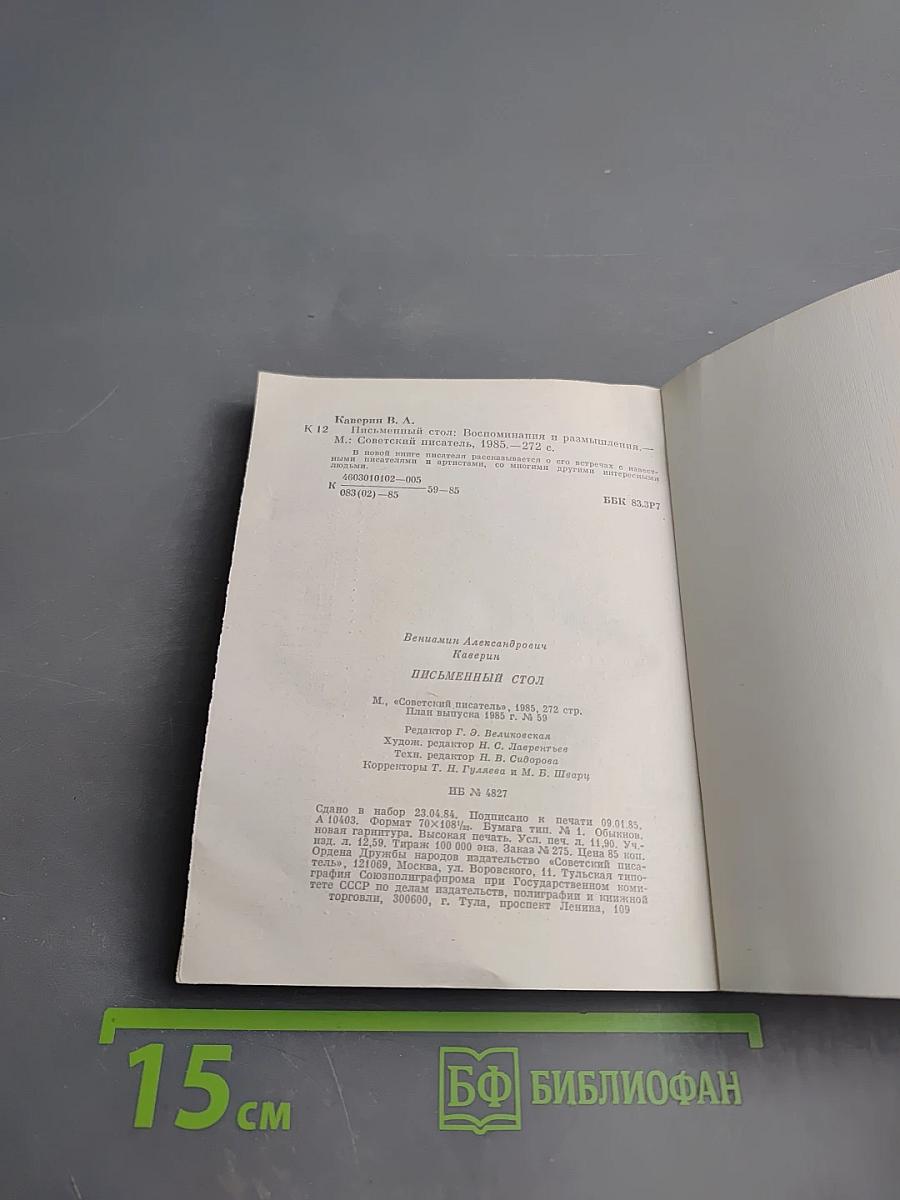 Каверин В. А.
К 12 Письменный стол: Воспоминания и размышления.—
М.: Советский писатель, 1985.—272 с.
В новой книге писателя рассказывается о его встречах с извест-
ными писателями и артистами, со многими другими интересными
людьми.
4603010102—005
К 59—85
083(02)—85
ББК 83.3Р7
Вениамин Александрович
Каверин
ПИСЬМЕННЫЙ СТОЛ
М., «Советский писатель», 1985, 272 стр.
План выпуска 1985 г. № 59
Редактор Г. Э. Великовская
Худож. редактор Н. С. Лаврентьев
Техн. редактор Н. В. Сидорова
Корректоры Т. Н. Гуляева и М. Б. Шварц
ИБ № 4827
Сдано в набор 23.04.84. Подписано к печати 09.01.85.
А 10403. Формат 70×108¹/₃₂. Бумага тип. № 1. Обыкнов.
новая гарнитура. Высокая печать. Усл. печ. л. 11,90. Уч.-
изд. л. 12,59. Тираж 100 000 экз. Заказ № 275. Цена 85 коп.
Ордена Дружбы народов издательство «Советский писа-
тель», 121069, Москва, ул. Воровского, 11. Тульская типо-
графия Союзполиграфпрома при Государственном коми-
тете СССР по делам издательств, полиграфии и книжной
торговли, 300600, г. Тула, проспект Ленина, 109
15 см
БФ БИБЛИОФАН